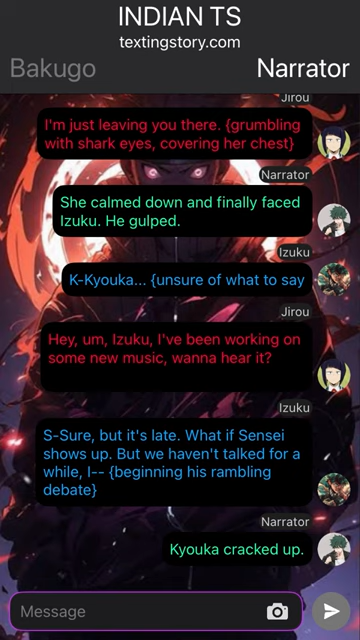 INDIAN TS
textingstory.com
Bakugo
Narrator
Jirou
I'm just leaving you there. {grumbling
with shark eyes, covering her chest}
Narrator
She calmed down and finally faced
Izuku. He gulped.
Izuku
K-Kyouka... {unsure of what to say
Jirou
Hey, um, Izuku, I've been working on
some new music, wanna hear it?
Izuku
S-Sure, but it's late. What if Sensei
shows up. But we haven't talked for a
while, I-- {beginning his rambling
debate}
Narrator
Kyouka cracked up.
Message